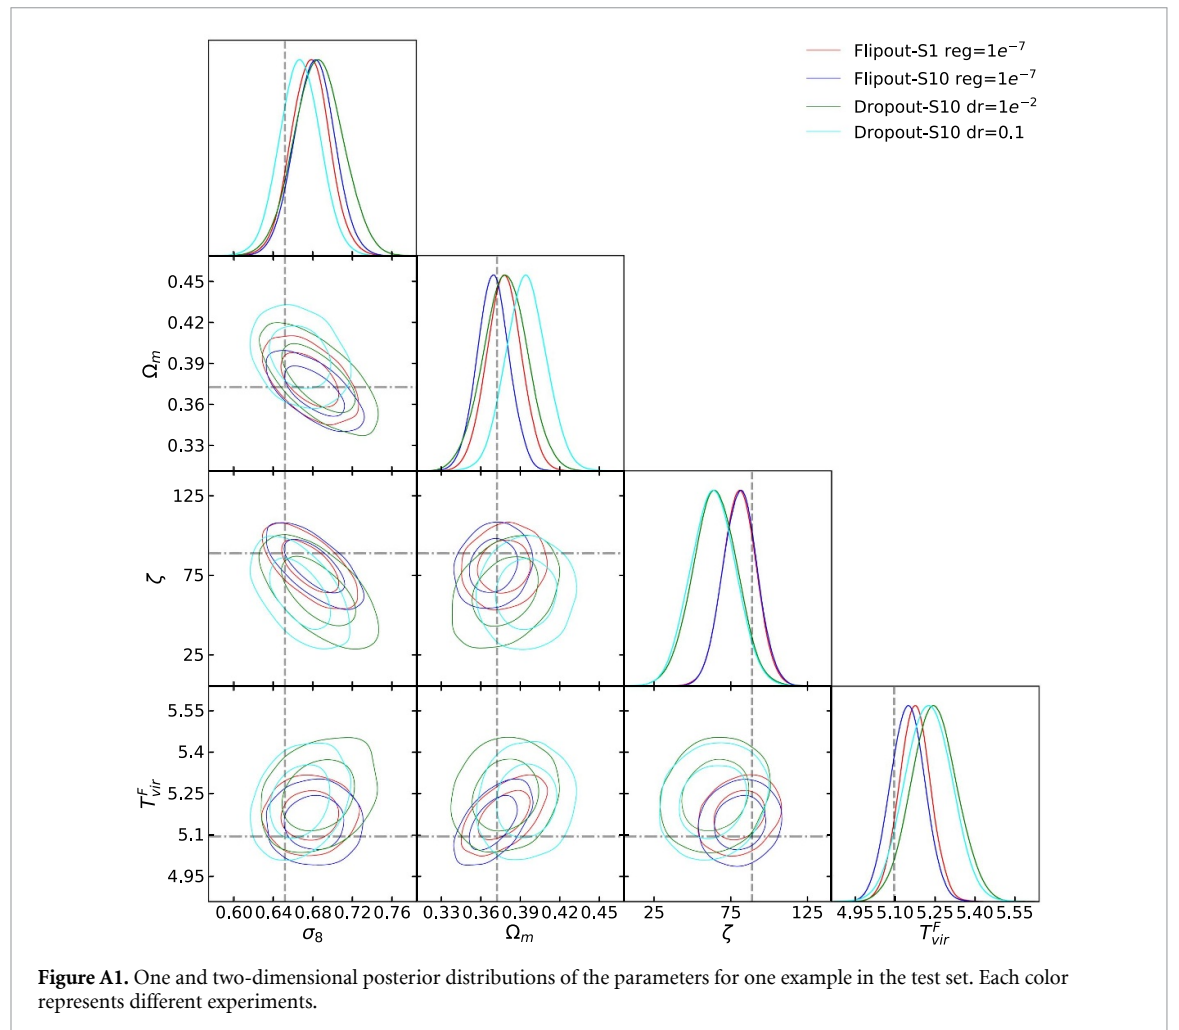 Flipout-S1 reg=1e⁻⁷
Flipout-S10 reg=1e⁻⁷
Dropout-S10 dr=1e⁻²
Dropout-S10 dr=0.1
0.45
0.42
0.39
0.36
0.33
Ωₘ
125
75
25
ζ
5.55
5.4
5.25
5.1
4.95
T^F_vir
0.60 0.64 0.68 0.72 0.76 0.33 0.36 0.39 0.42 0.45 25 75 125 4.95 5.10 5.25 5.40 5.55
σ₈ Ωₘ ζ T^F_vir
Figure A1. One and two-dimensional posterior distributions of the parameters for one example in the test set. Each color
represents different experiments.